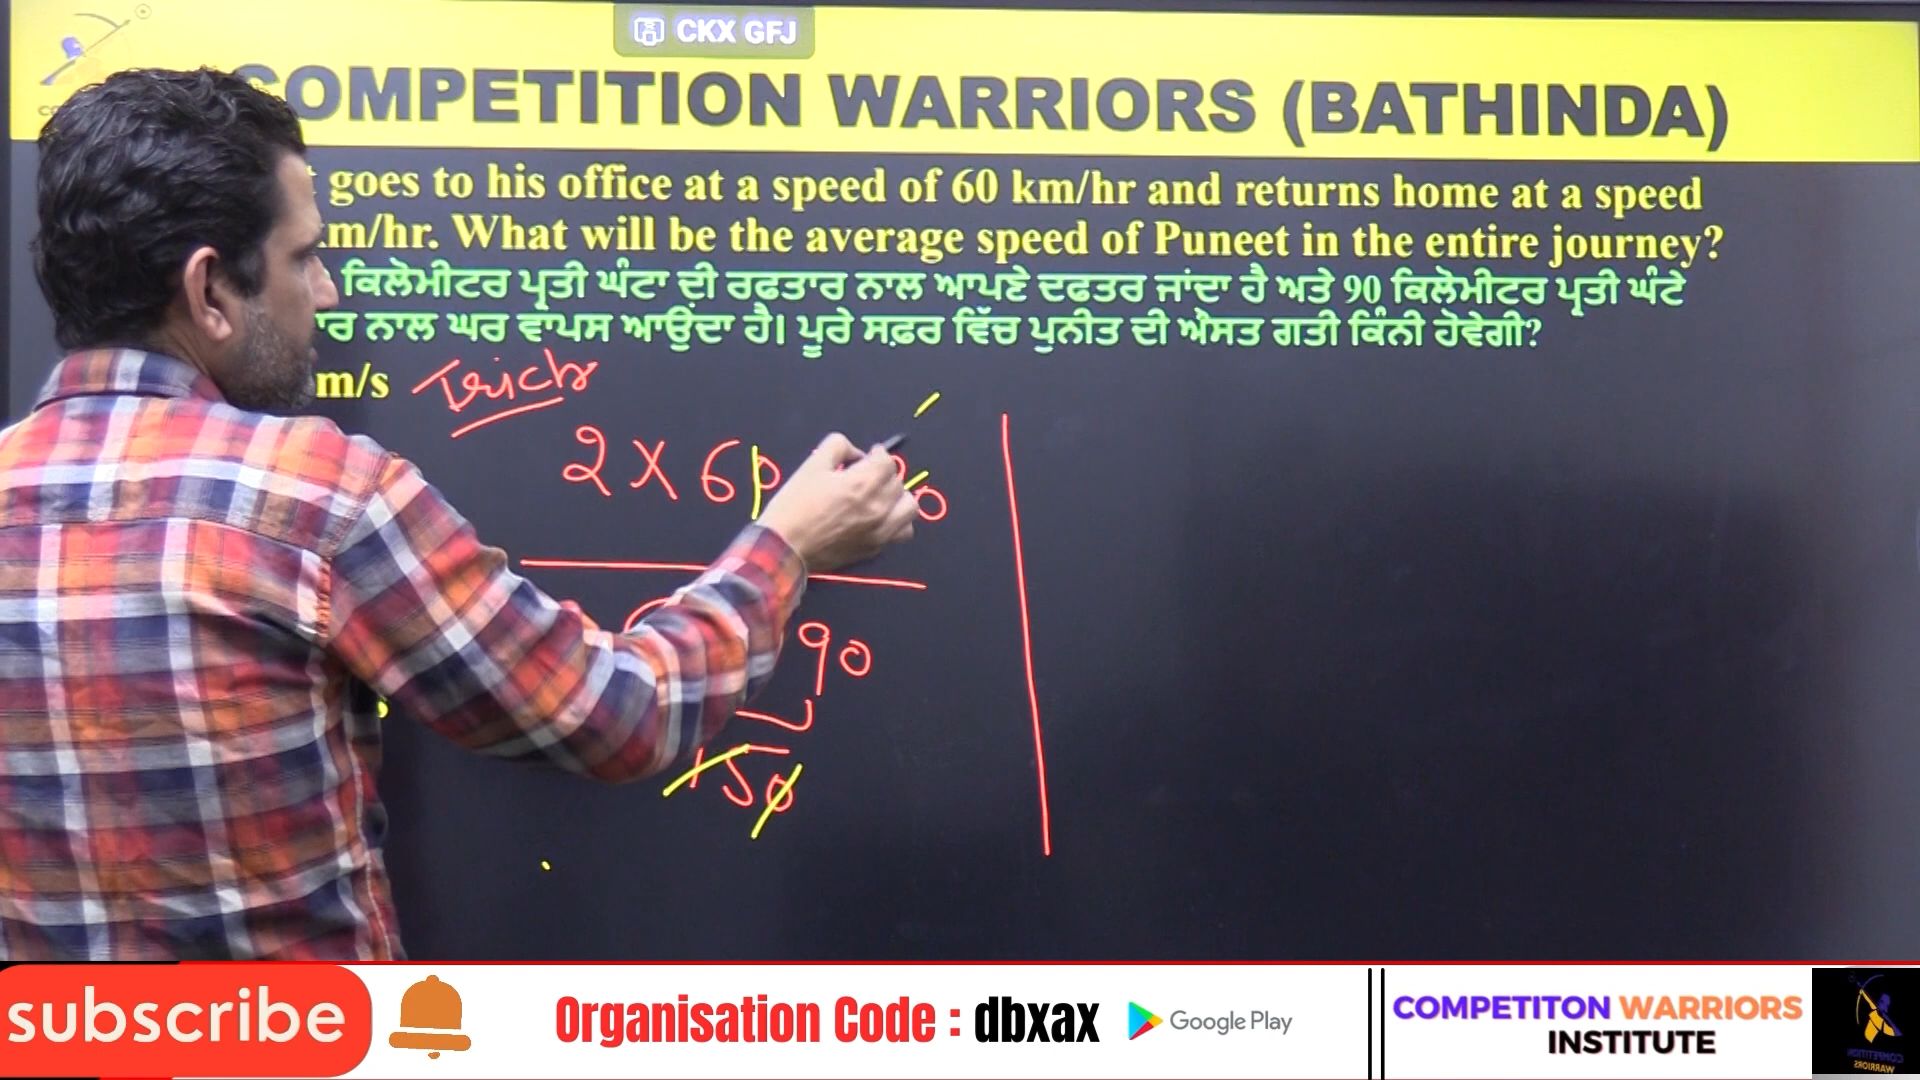 CKX GFJ
COMPETITION WARRIORS (BATHINDA)
goes to his office at a speed of 60 km/hr and returns home at a speed
km/hr. What will be the average speed of Puneet in the entire journey?
ਕਿਲੋਮੀਟਰ ਪ੍ਰਤੀ ਘੰਟਾ ਦੀ ਰਫਤਾਰ ਨਾਲ ਆਪਣੇ ਦਫਤਰ ਜਾਂਦਾ ਹੈ ਅਤੇ 90 ਕਿਲੋਮੀਟਰ ਪ੍ਰਤੀ ਘੰਟੇ
ਨਾਲ ਘਰ ਵਾਪਸ ਆਉਂਦਾ ਹੈ। ਪੂਰੇ ਸਫ਼ਰ ਵਿੱਚ ਪੁਨੀਤ ਦੀ ਔਸਤ ਗਤੀ ਕਿੰਨੀ ਹੋਵੇਗੀ?
m/s Trick
2 X 60
90
150
subscribe
Organisation Code : dbxax
Google Play
COMPETITON WARRIORS
INSTITUTE